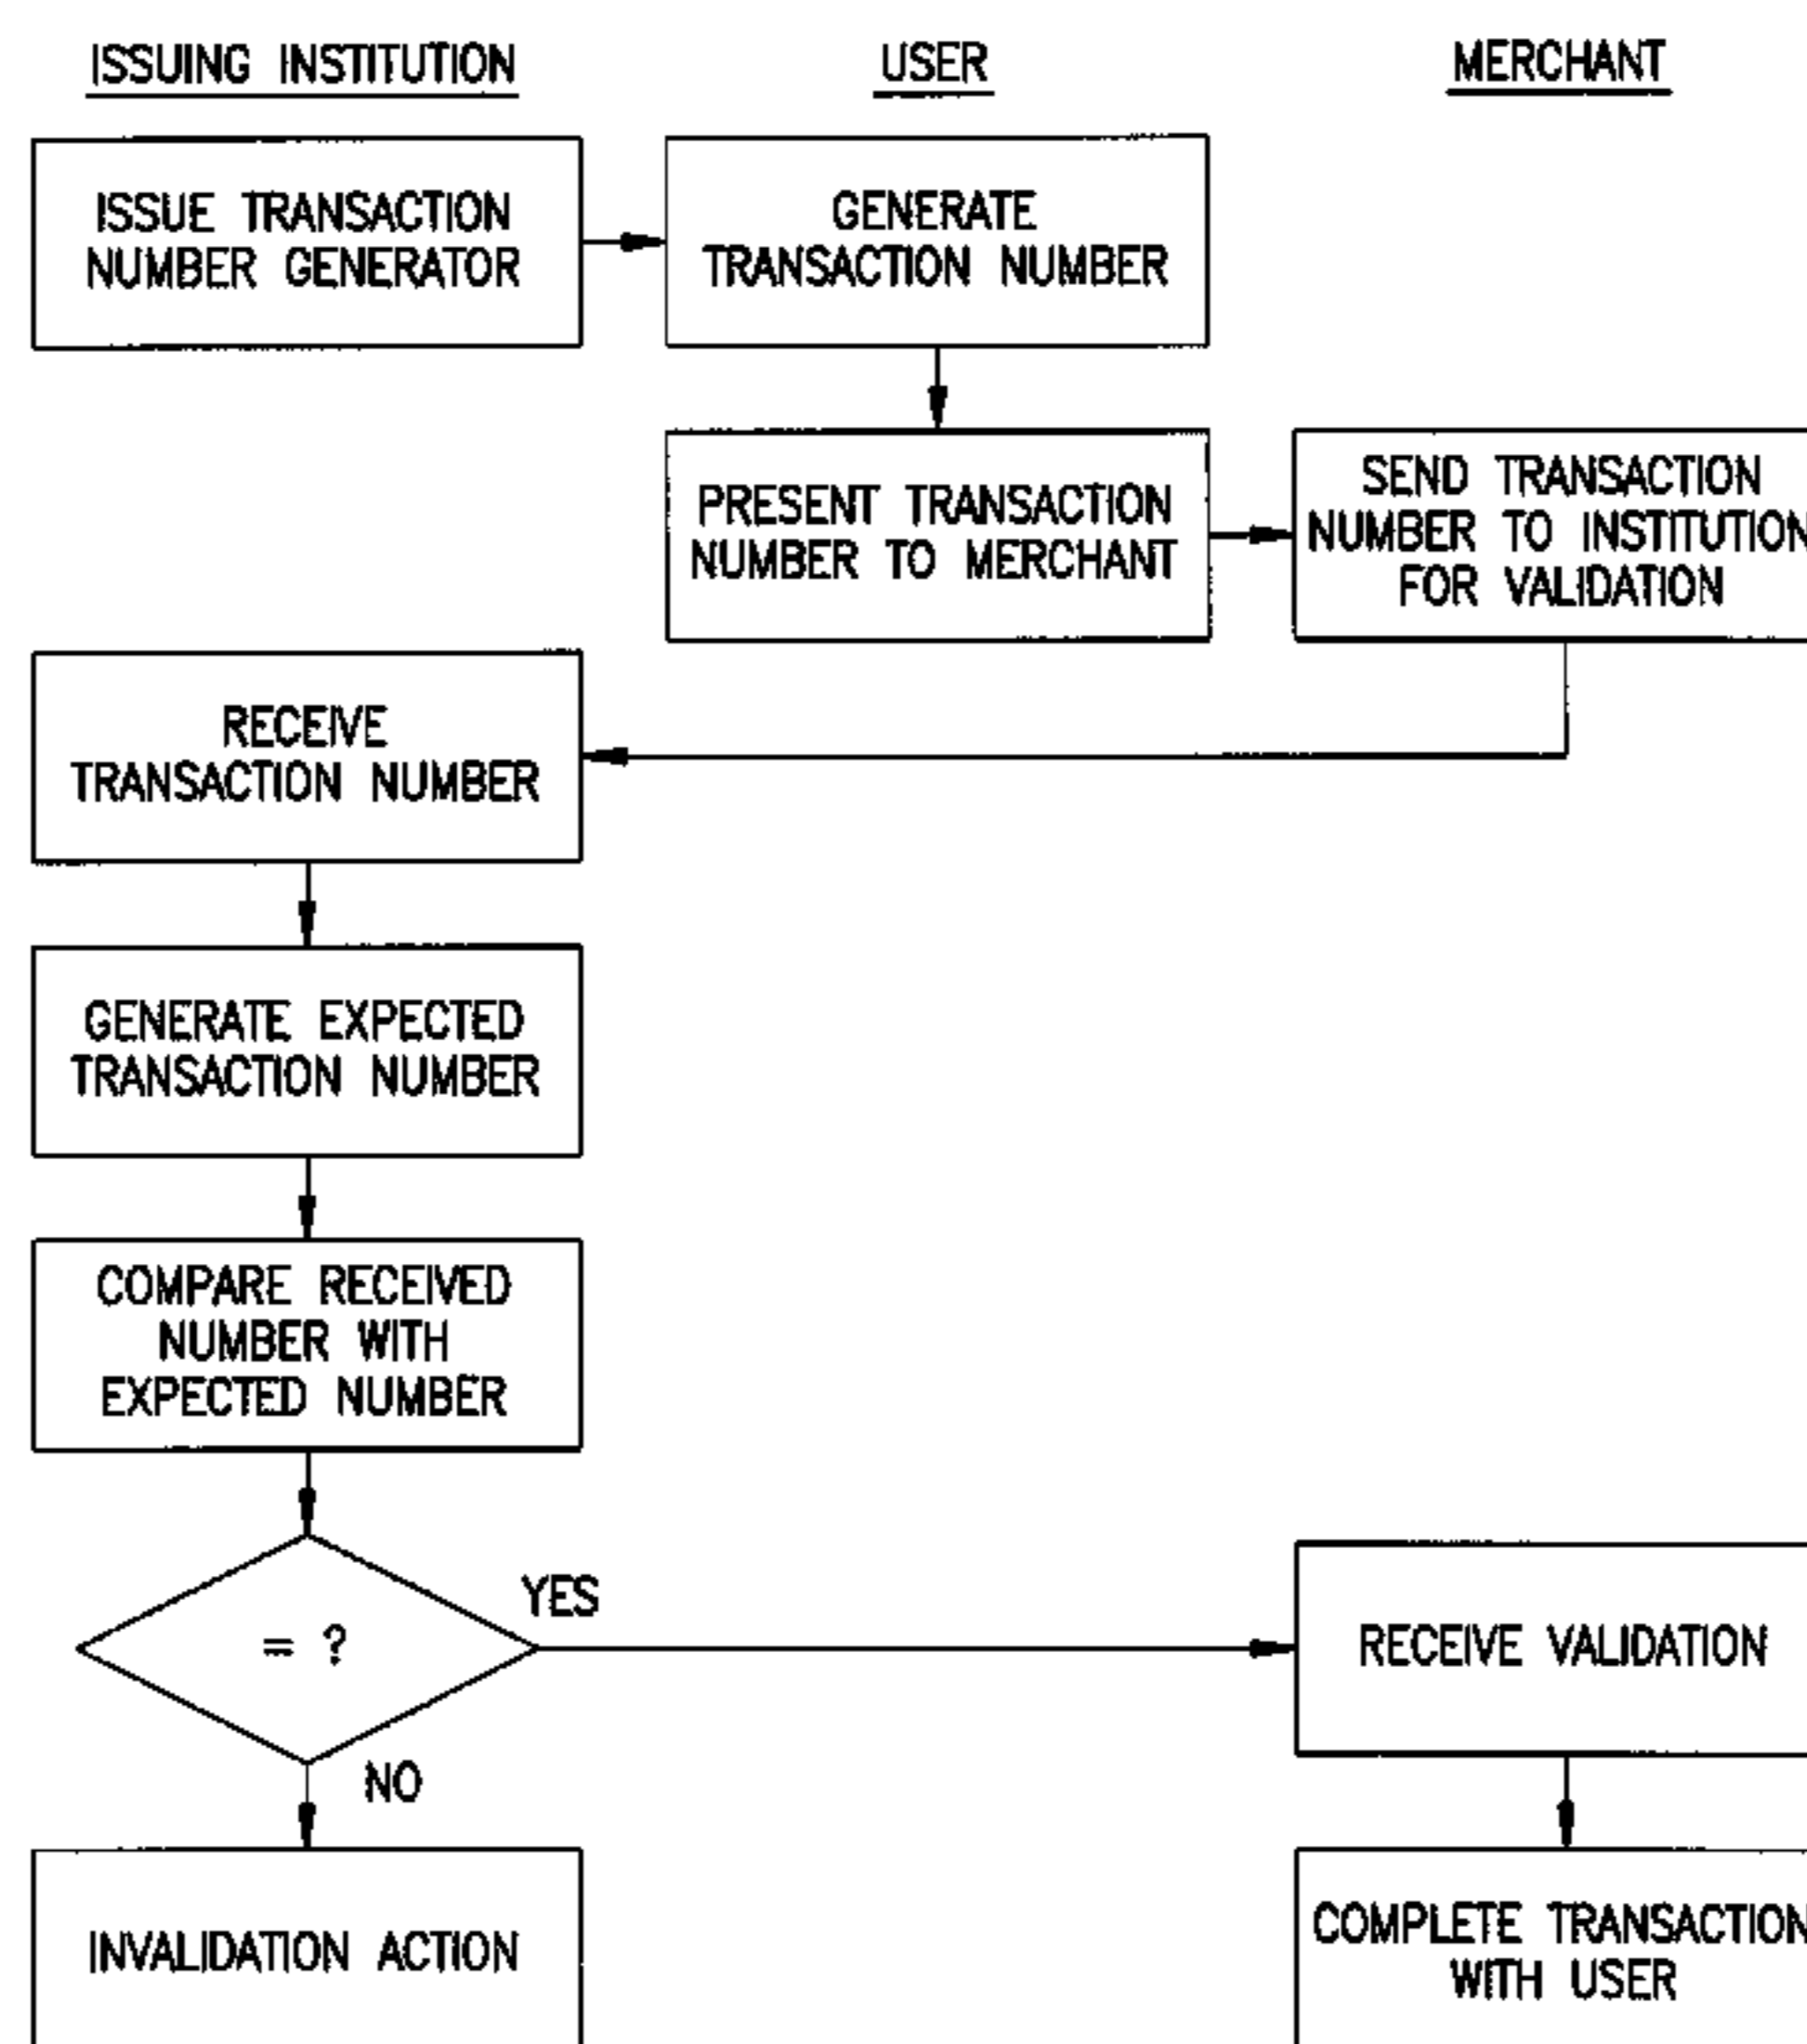 ISSUING INSTITUTION
USER
MERCHANT
ISSUE TRANSACTION
NUMBER GENERATOR
GENERATE
TRANSACTION NUMBER
PRESENT TRANSACTION
NUMBER TO MERCHANT
SEND TRANSACTION
NUMBER TO INSTITUTION
FOR VALIDATION
RECEIVE
TRANSACTION NUMBER
GENERATE EXPECTED
TRANSACTION NUMBER
COMPARE RECEIVED
NUMBER WITH
EXPECTED NUMBER
= ?
YES
NO
RECEIVE VALIDATION
INVALIDATION ACTION
COMPLETE TRANSACTION
WITH USER